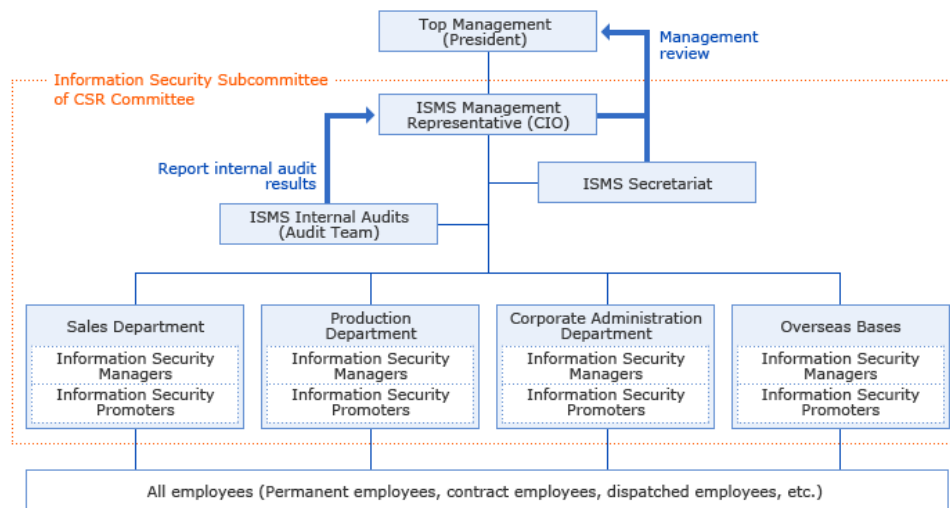 Top Management
(President)
Management
review
Information Security Subcommittee
of CSR Committee
ISMS Management
Representative (CIO)
Report internal audit
results
ISMS Secretariat
ISMS Internal Audits
(Audit Team)
Sales Department
Information Security
Managers
Information Security
Promoters
Production
Department
Information Security
Managers
Information Security
Promoters
Corporate Administration
Department
Information Security
Managers
Information Security
Promoters
Overseas Bases
Information Security
Managers
Information Security
Promoters
All employees (Permanent employees, contract employees, dispatched employees, etc.)